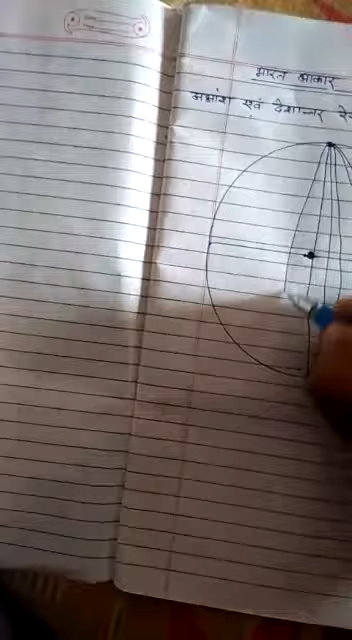 भारत आकार
अक्षांश एवं देशान्तर रे